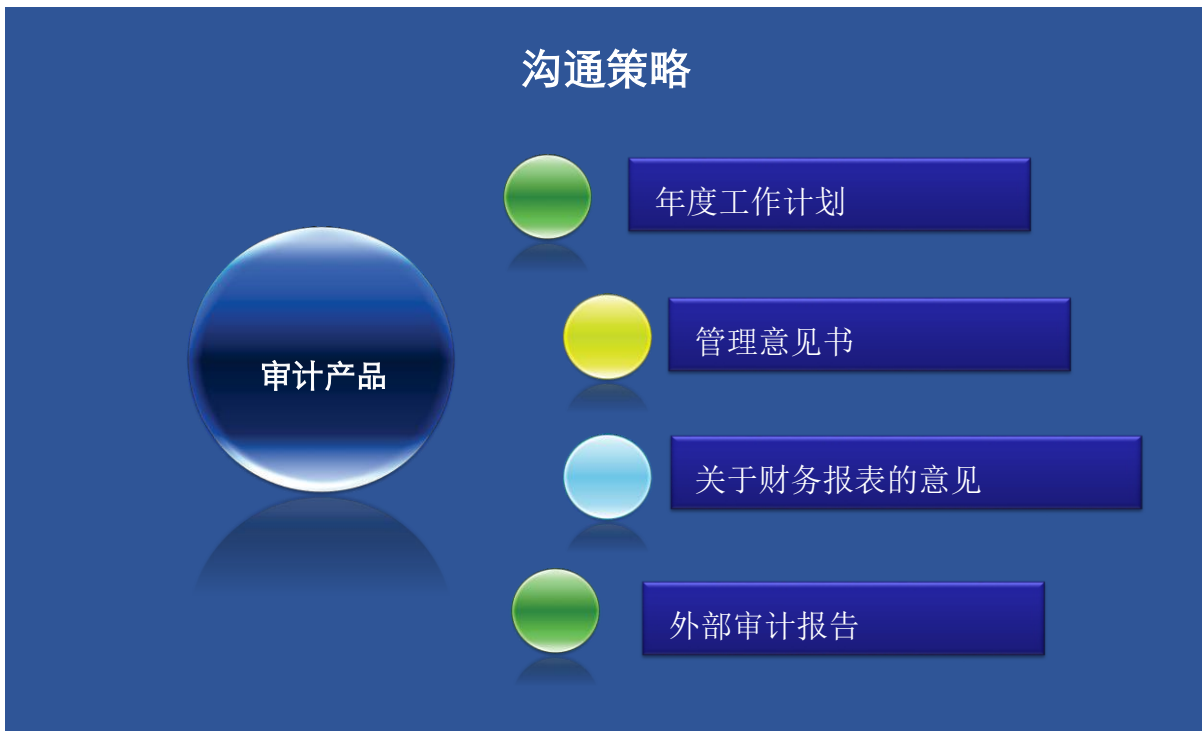 沟通策略
年度工作计划
管理意见书
审计产品
关于财务报表的意见
外部审计报告